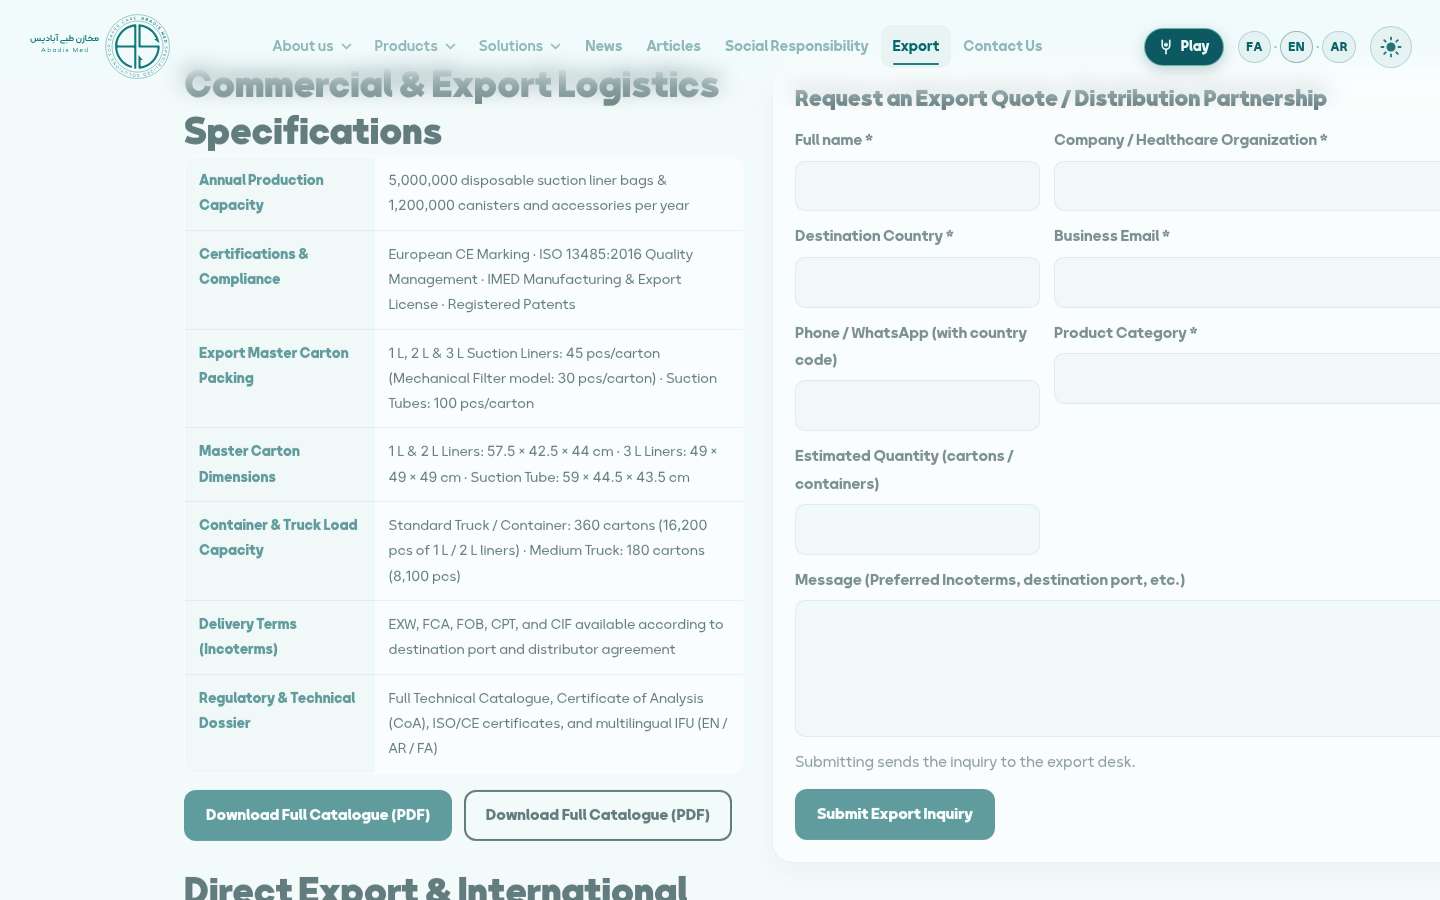 مخازن طبی آبادیس
Abadis Med
About us
Products
Solutions
News
Articles
Social Responsibility
Export
Contact Us
Play
FA · EN · AR
Commercial & Export Logistics
Specifications
Annual Production
Capacity
5,000,000 disposable suction liner bags &
1,200,000 canisters and accessories per year
Certifications &
Compliance
European CE Marking · ISO 13485:2016 Quality
Management · IMED Manufacturing & Export
License · Registered Patents
Export Master Carton
Packing
1 L, 2 L & 3 L Suction Liners: 45 pcs/carton
(Mechanical Filter model: 30 pcs/carton) · Suction
Tubes: 100 pcs/carton
Master Carton
Dimensions
1 L & 2 L Liners: 57.5 × 42.5 × 44 cm · 3 L Liners: 49 ×
49 × 49 cm · Suction Tube: 59 × 44.5 × 43.5 cm
Container & Truck Load
Capacity
Standard Truck / Container: 360 cartons (16,200
pcs of 1 L / 2 L liners) · Medium Truck: 180 cartons
(8,100 pcs)
Delivery Terms
(Incoterms)
EXW, FCA, FOB, CPT, and CIF available according to
destination port and distributor agreement
Regulatory & Technical
Dossier
Full Technical Catalogue, Certificate of Analysis
(CoA), ISO/CE certificates, and multilingual IFU (EN /
AR / FA)
Download Full Catalogue (PDF)
Download Full Catalogue (PDF)
Direct Export & International
Request an Export Quote / Distribution Partnership
Full name *
Company / Healthcare Organization *
Destination Country *
Business Email *
Phone / WhatsApp (with country
code)
Product Category *
Estimated Quantity (cartons /
containers)
Message (Preferred Incoterms, destination port, etc.)
Submitting sends the inquiry to the export desk.
Submit Export Inquiry